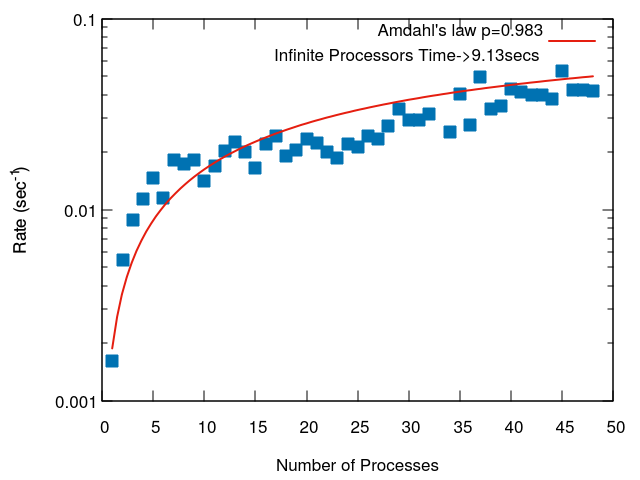 Amdahl's law p=0.983
Infinite Processors Time->9.13secs
0.1
0.01
0.001
Rate (sec⁻¹)
0 5 10 15 20 25 30 35 40 45 50
Number of Processes